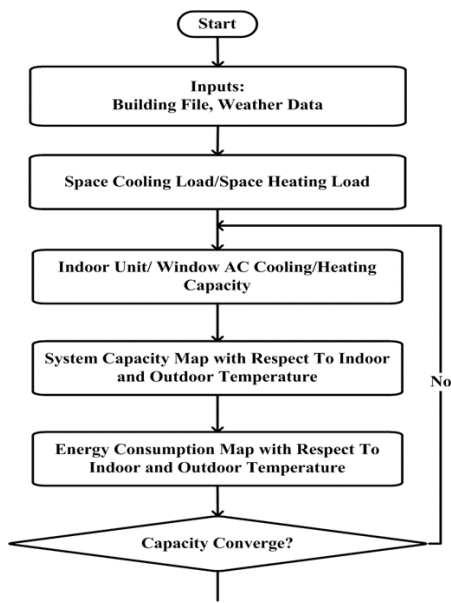 Start
Inputs:
Building File, Weather Data
Space Cooling Load/Space Heating Load
Indoor Unit/ Window AC Cooling/Heating
Capacity
System Capacity Map with Respect To Indoor
and Outdoor Temperature
No
Energy Consumption Map with Respect To
Indoor and Outdoor Temperature
Capacity Converge?